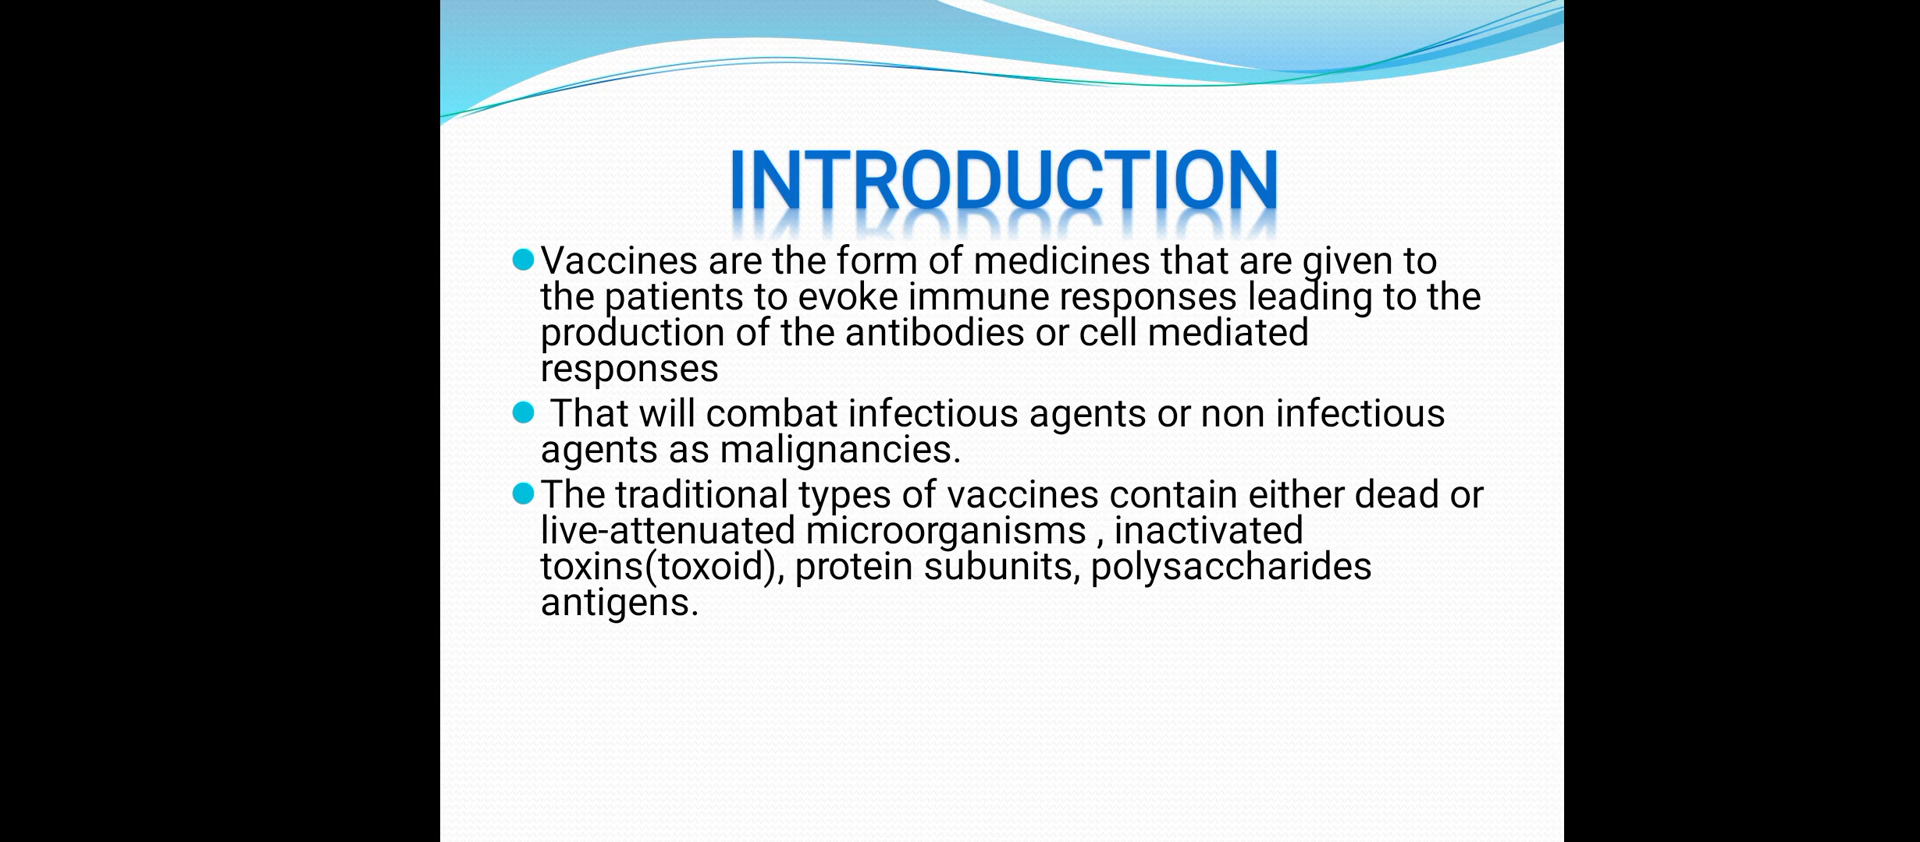 INTRODUCTION
Vaccines are the form of medicines that are given to
the patients to evoke immune responses leading to the
production of the antibodies or cell mediated
responses
That will combat infectious agents or non infectious
agents as malignancies.
The traditional types of vaccines contain either dead or
live-attenuated microorganisms , inactivated
toxins(toxoid), protein subunits, polysaccharides
antigens.